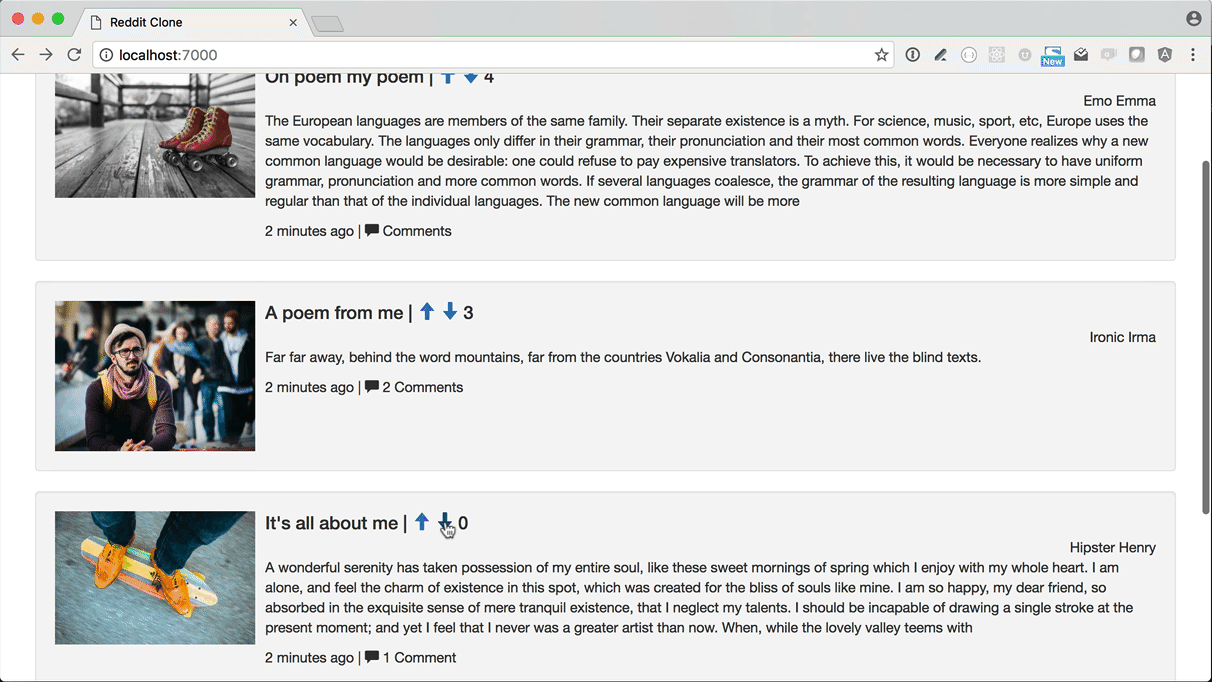 Reddit Clone
localhost:7000
New
Oh poem my poem | 4
Emo Emma
The European languages are members of the same family. Their separate existence is a myth. For science, music, sport, etc, Europe uses the
same vocabulary. The languages only differ in their grammar, their pronunciation and their most common words. Everyone realizes why a new
common language would be desirable: one could refuse to pay expensive translators. To achieve this, it would be necessary to have uniform
grammar, pronunciation and more common words. If several languages coalesce, the grammar of the resulting language is more simple and
regular than that of the individual languages. The new common language will be more
2 minutes ago | Comments
A poem from me | 3
Ironic Irma
Far far away, behind the word mountains, far from the countries Vokalia and Consonantia, there live the blind texts.
2 minutes ago | 2 Comments
It's all about me | 0
Hipster Henry
A wonderful serenity has taken possession of my entire soul, like these sweet mornings of spring which I enjoy with my whole heart. I am
alone, and feel the charm of existence in this spot, which was created for the bliss of souls like mine. I am so happy, my dear friend, so
absorbed in the exquisite sense of mere tranquil existence, that I neglect my talents. I should be incapable of drawing a single stroke at the
present moment; and yet I feel that I never was a greater artist than now. When, while the lovely valley teems with
2 minutes ago | 1 Comment